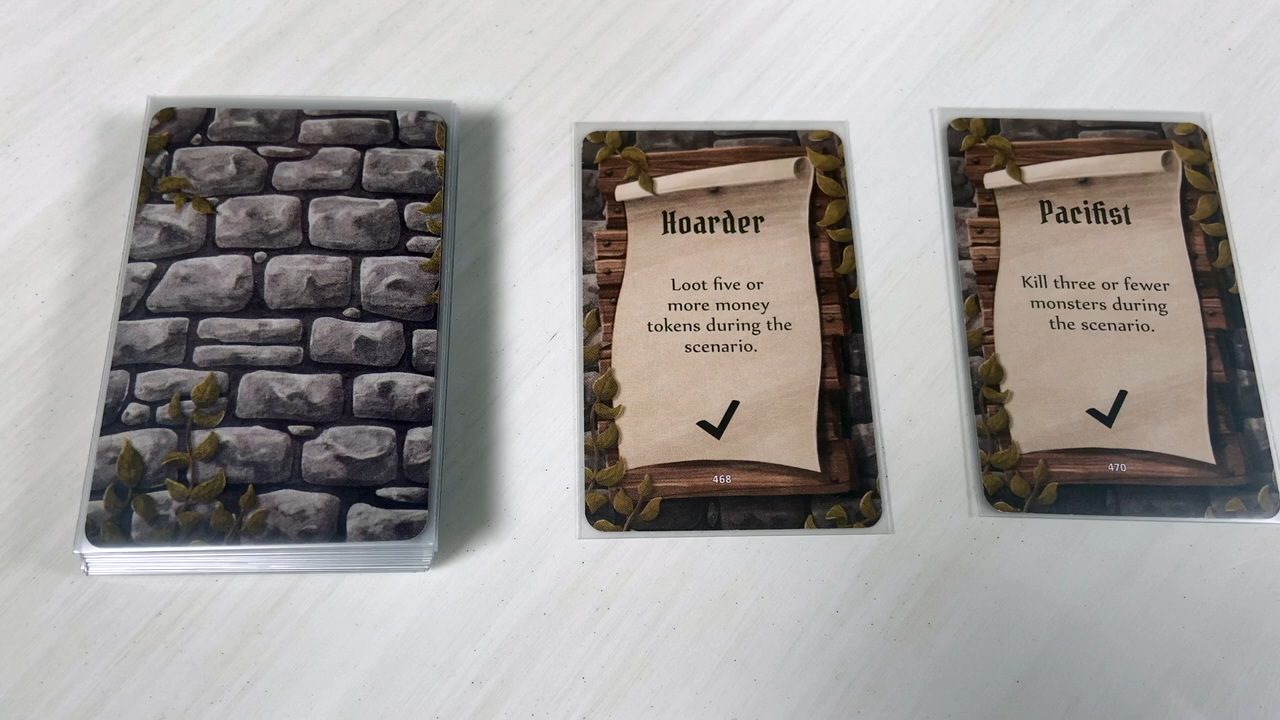 Hoarder
Loot five or
more money
tokens during the
scenario.
468
Pacifist
Kill three or fewer
monsters during
the scenario.
470